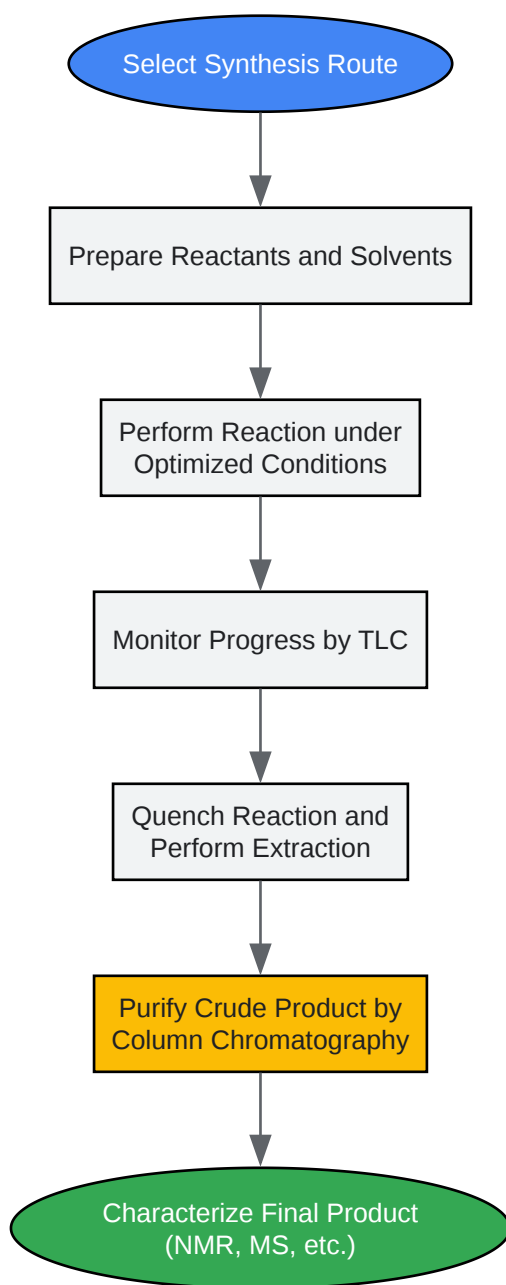 Select Synthesis Route
Prepare Reactants and Solvents
Perform Reaction under
Optimized Conditions
Monitor Progress by TLC
Quench Reaction and
Perform Extraction
Purify Crude Product by
Column Chromatography
Characterize Final Product
(NMR, MS, etc.)